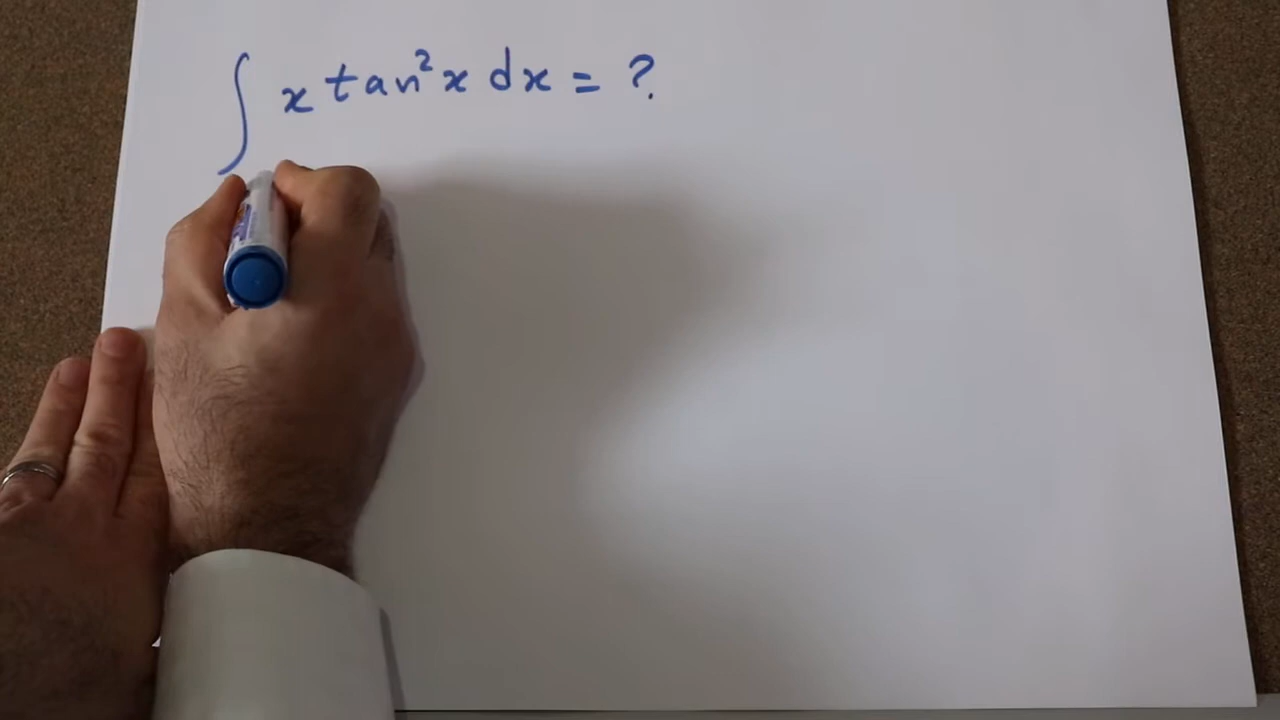 ∫ x tan²x dx = ?